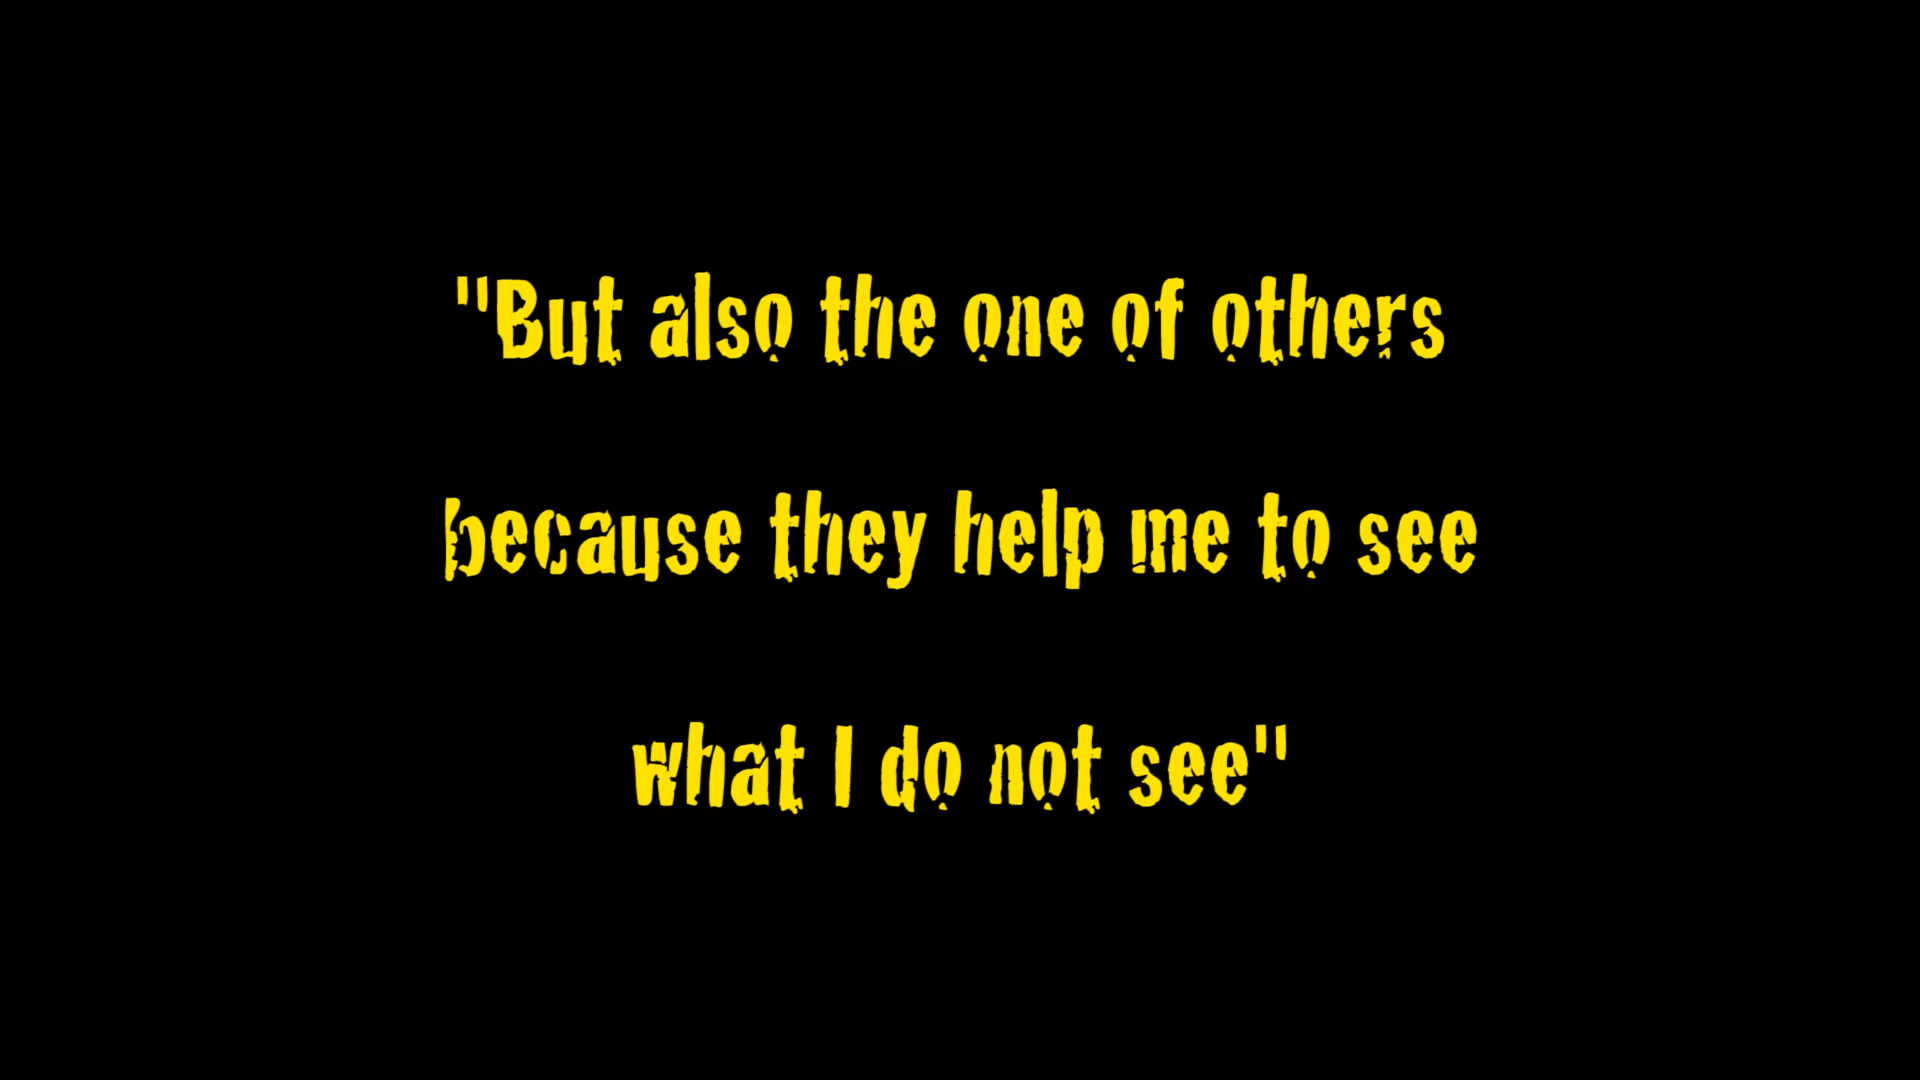 "But also the one of others
because they help me to see
what I do not see"